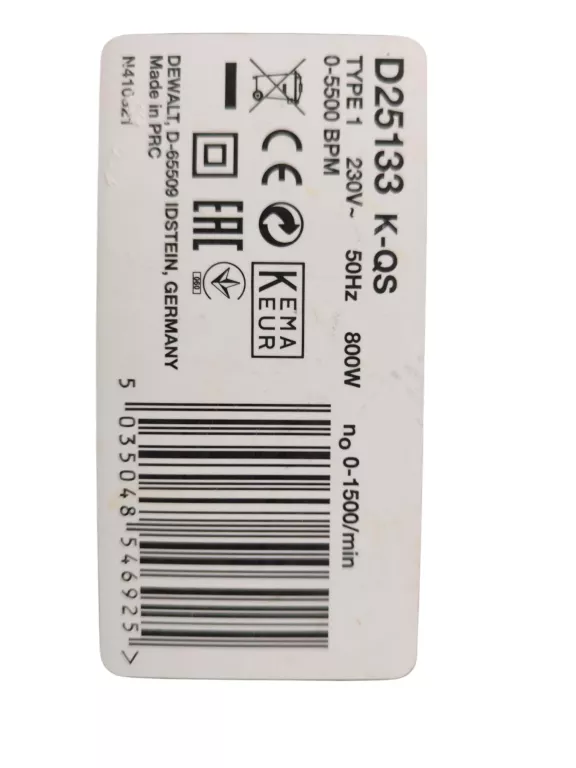 D25133 K-QS
TYPE 1 230V~ 50Hz 800W n₀ 0-1500/min
0-5500 BPM
CE
KEMA
KEUR
EAC
060
DEWALT, D-65509 IDSTEIN, GERMANY
Made in PRC
5 035048 546925 >